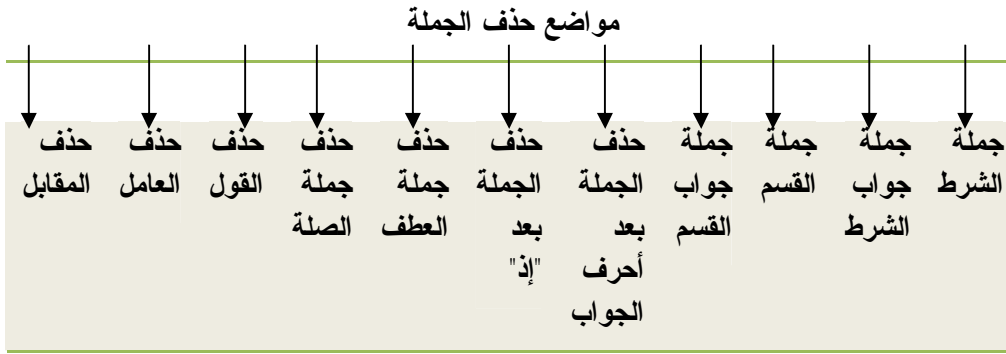 مواضع حذف الجملة
جملة الشرط
جملة جواب الشرط
جملة القسم
جملة جواب القسم
حذف الجملة بعد أحرف الجواب
حذف الجملة بعد "إذ"
حذف جملة العطف
حذف جملة الصلة
حذف القول
حذف العامل
حذف المقابل